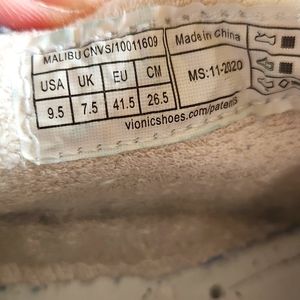 MALIBU CNVS/10011609
USA UK EU CM
9.5 7.5 41.5 26.5
Made in China
MS:11-2020
vionicshoes.com/patents